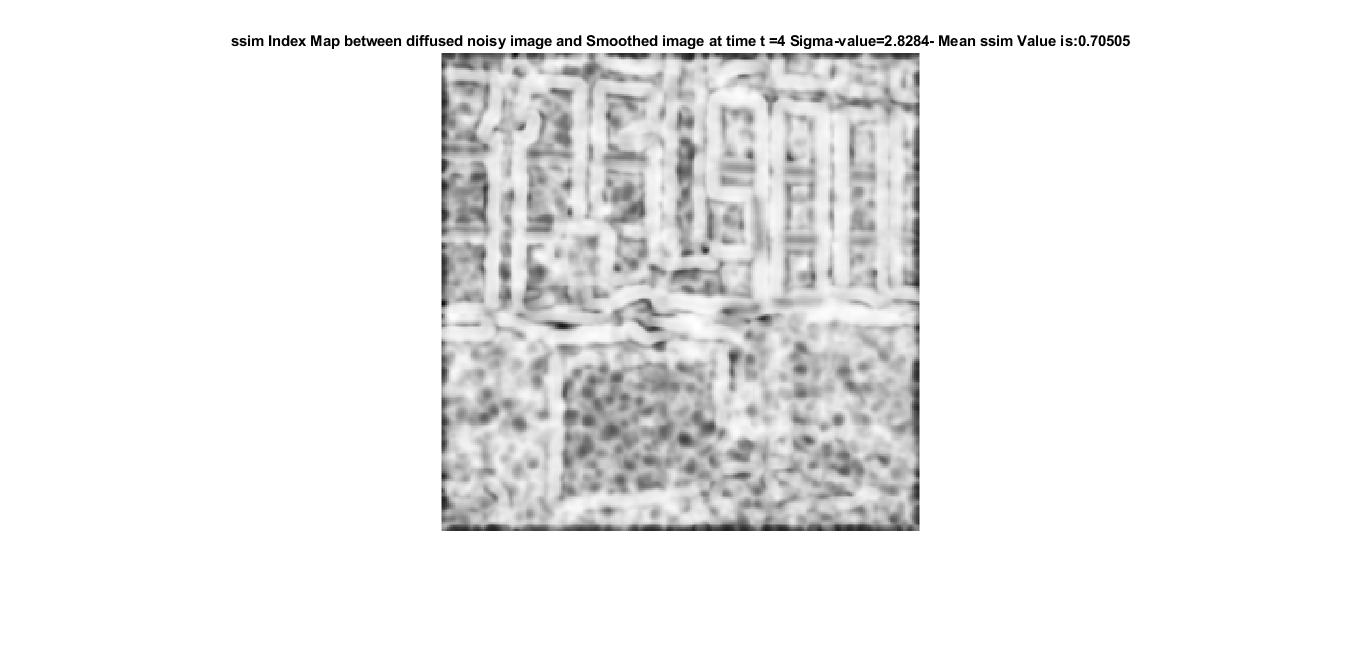 ssim Index Map between diffused noisy image and Smoothed image at time t =4 Sigma-value=2.8284- Mean ssim Value is:0.70505